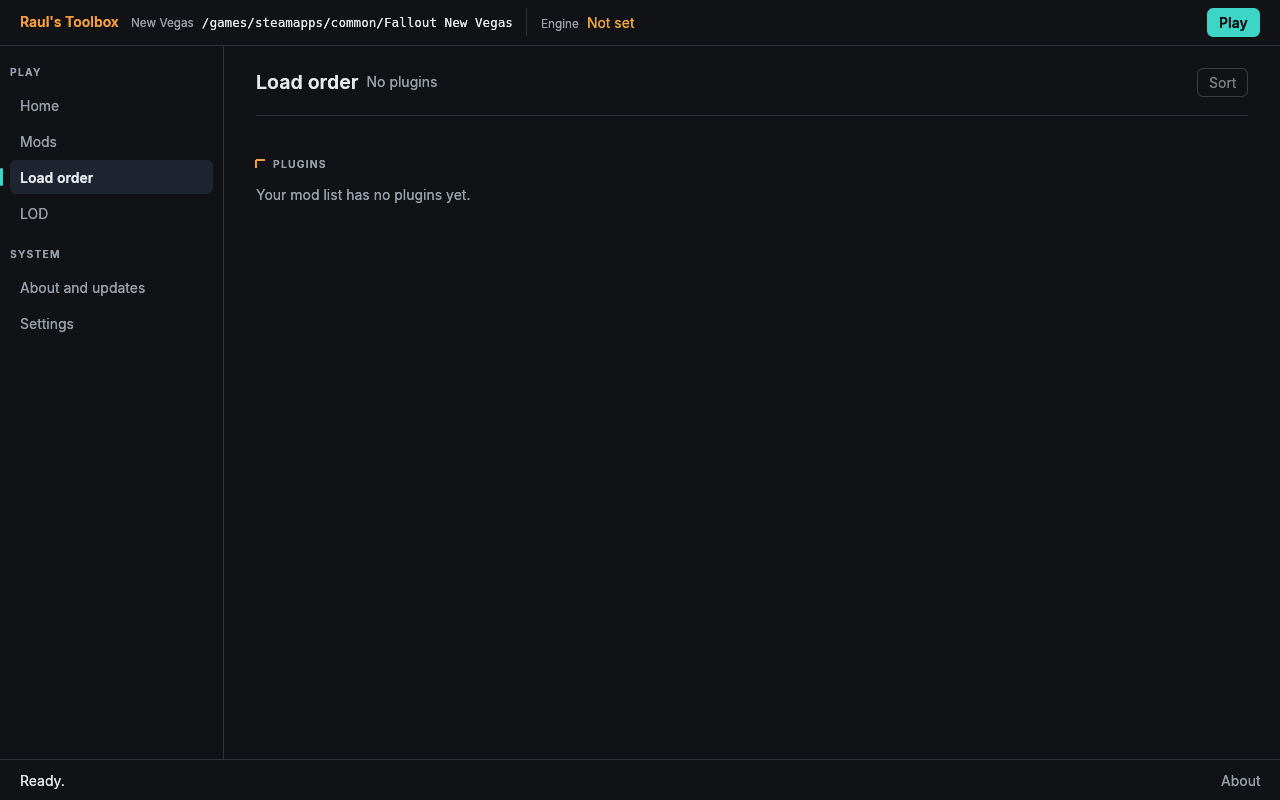 Raul's Toolbox New Vegas /games/steamapps/common/Fallout New Vegas Engine Not set Play
PLAY
Home
Mods
Load order
LOD
SYSTEM
About and updates
Settings
Load order No plugins Sort
PLUGINS
Your mod list has no plugins yet.
Ready. About